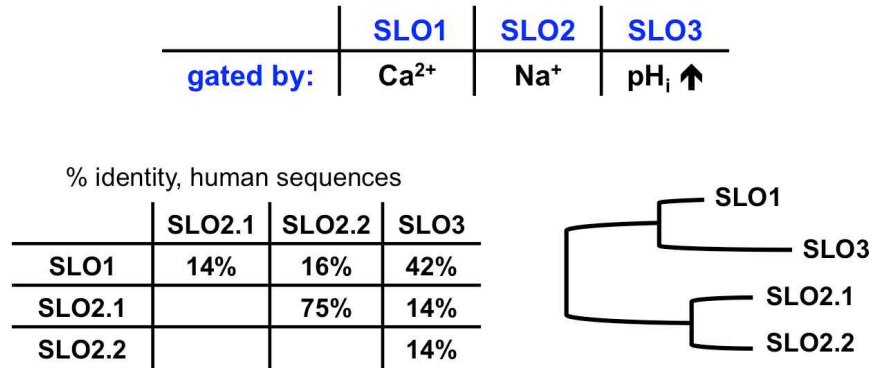 SLO1 SLO2 SLO3
gated by: Ca²⁺ Na⁺ pHᵢ ↑
% identity, human sequences
SLO2.1 SLO2.2 SLO3
SLO1 14% 16% 42%
SLO2.1 75% 14%
SLO2.2 14%
SLO1
SLO3
SLO2.1
SLO2.2